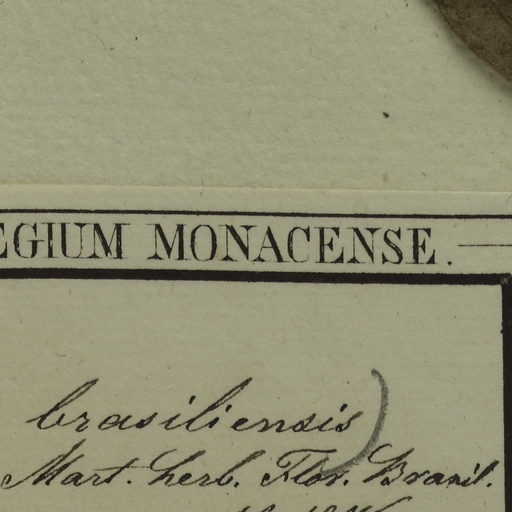 EGIUM MONACENSE.
brasiliensis)
Mart. herb. Flor. Brasil.